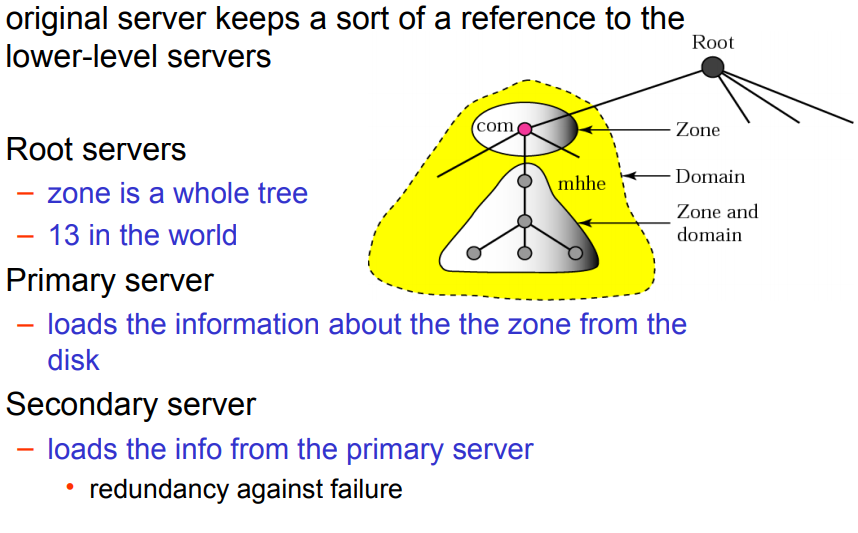 original server keeps a sort of a reference to the
lower-level servers
Root
com
Zone
Root servers
mhhe
Domain
– zone is a whole tree
Zone and
domain
– 13 in the world
Primary server
– loads the information about the the zone from the
disk
Secondary server
– loads the info from the primary server
• redundancy against failure